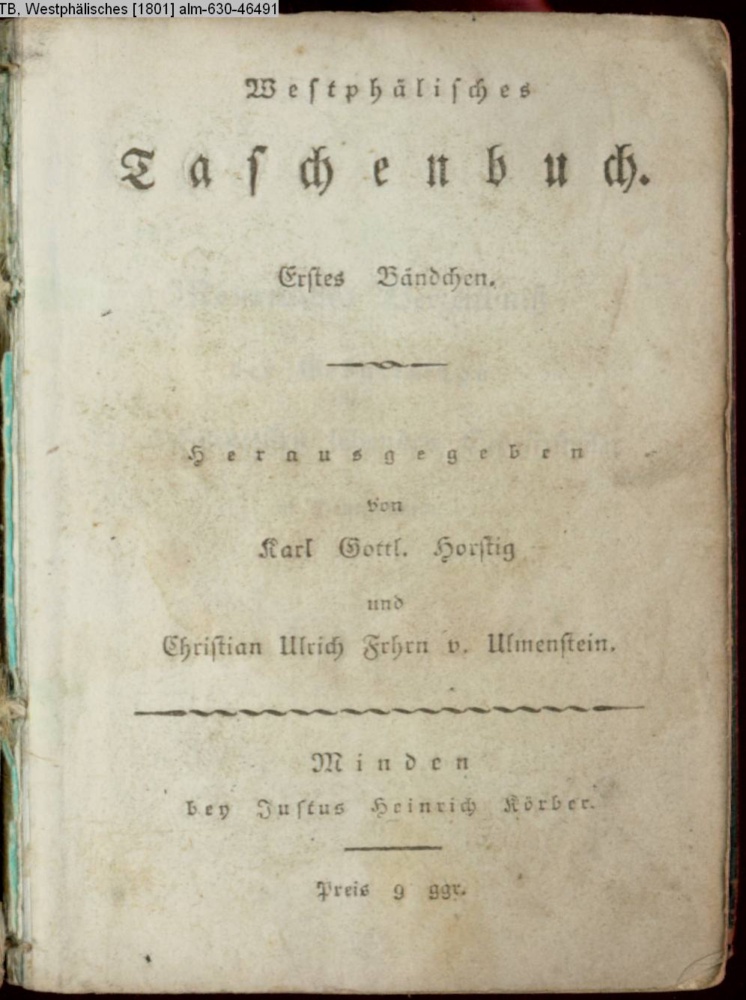 TB, Westphälisches [1801] alm-630-46491
Westphälisches
Taschenbuch.
Erstes Bändchen.
Herausgegeben
von
Karl Gottl. Horstig
und
Christian Ulrich Frhrn v. Ulmenstein.
Minden
bey Justus Heinrich Körber.
Preis 9 ggr.